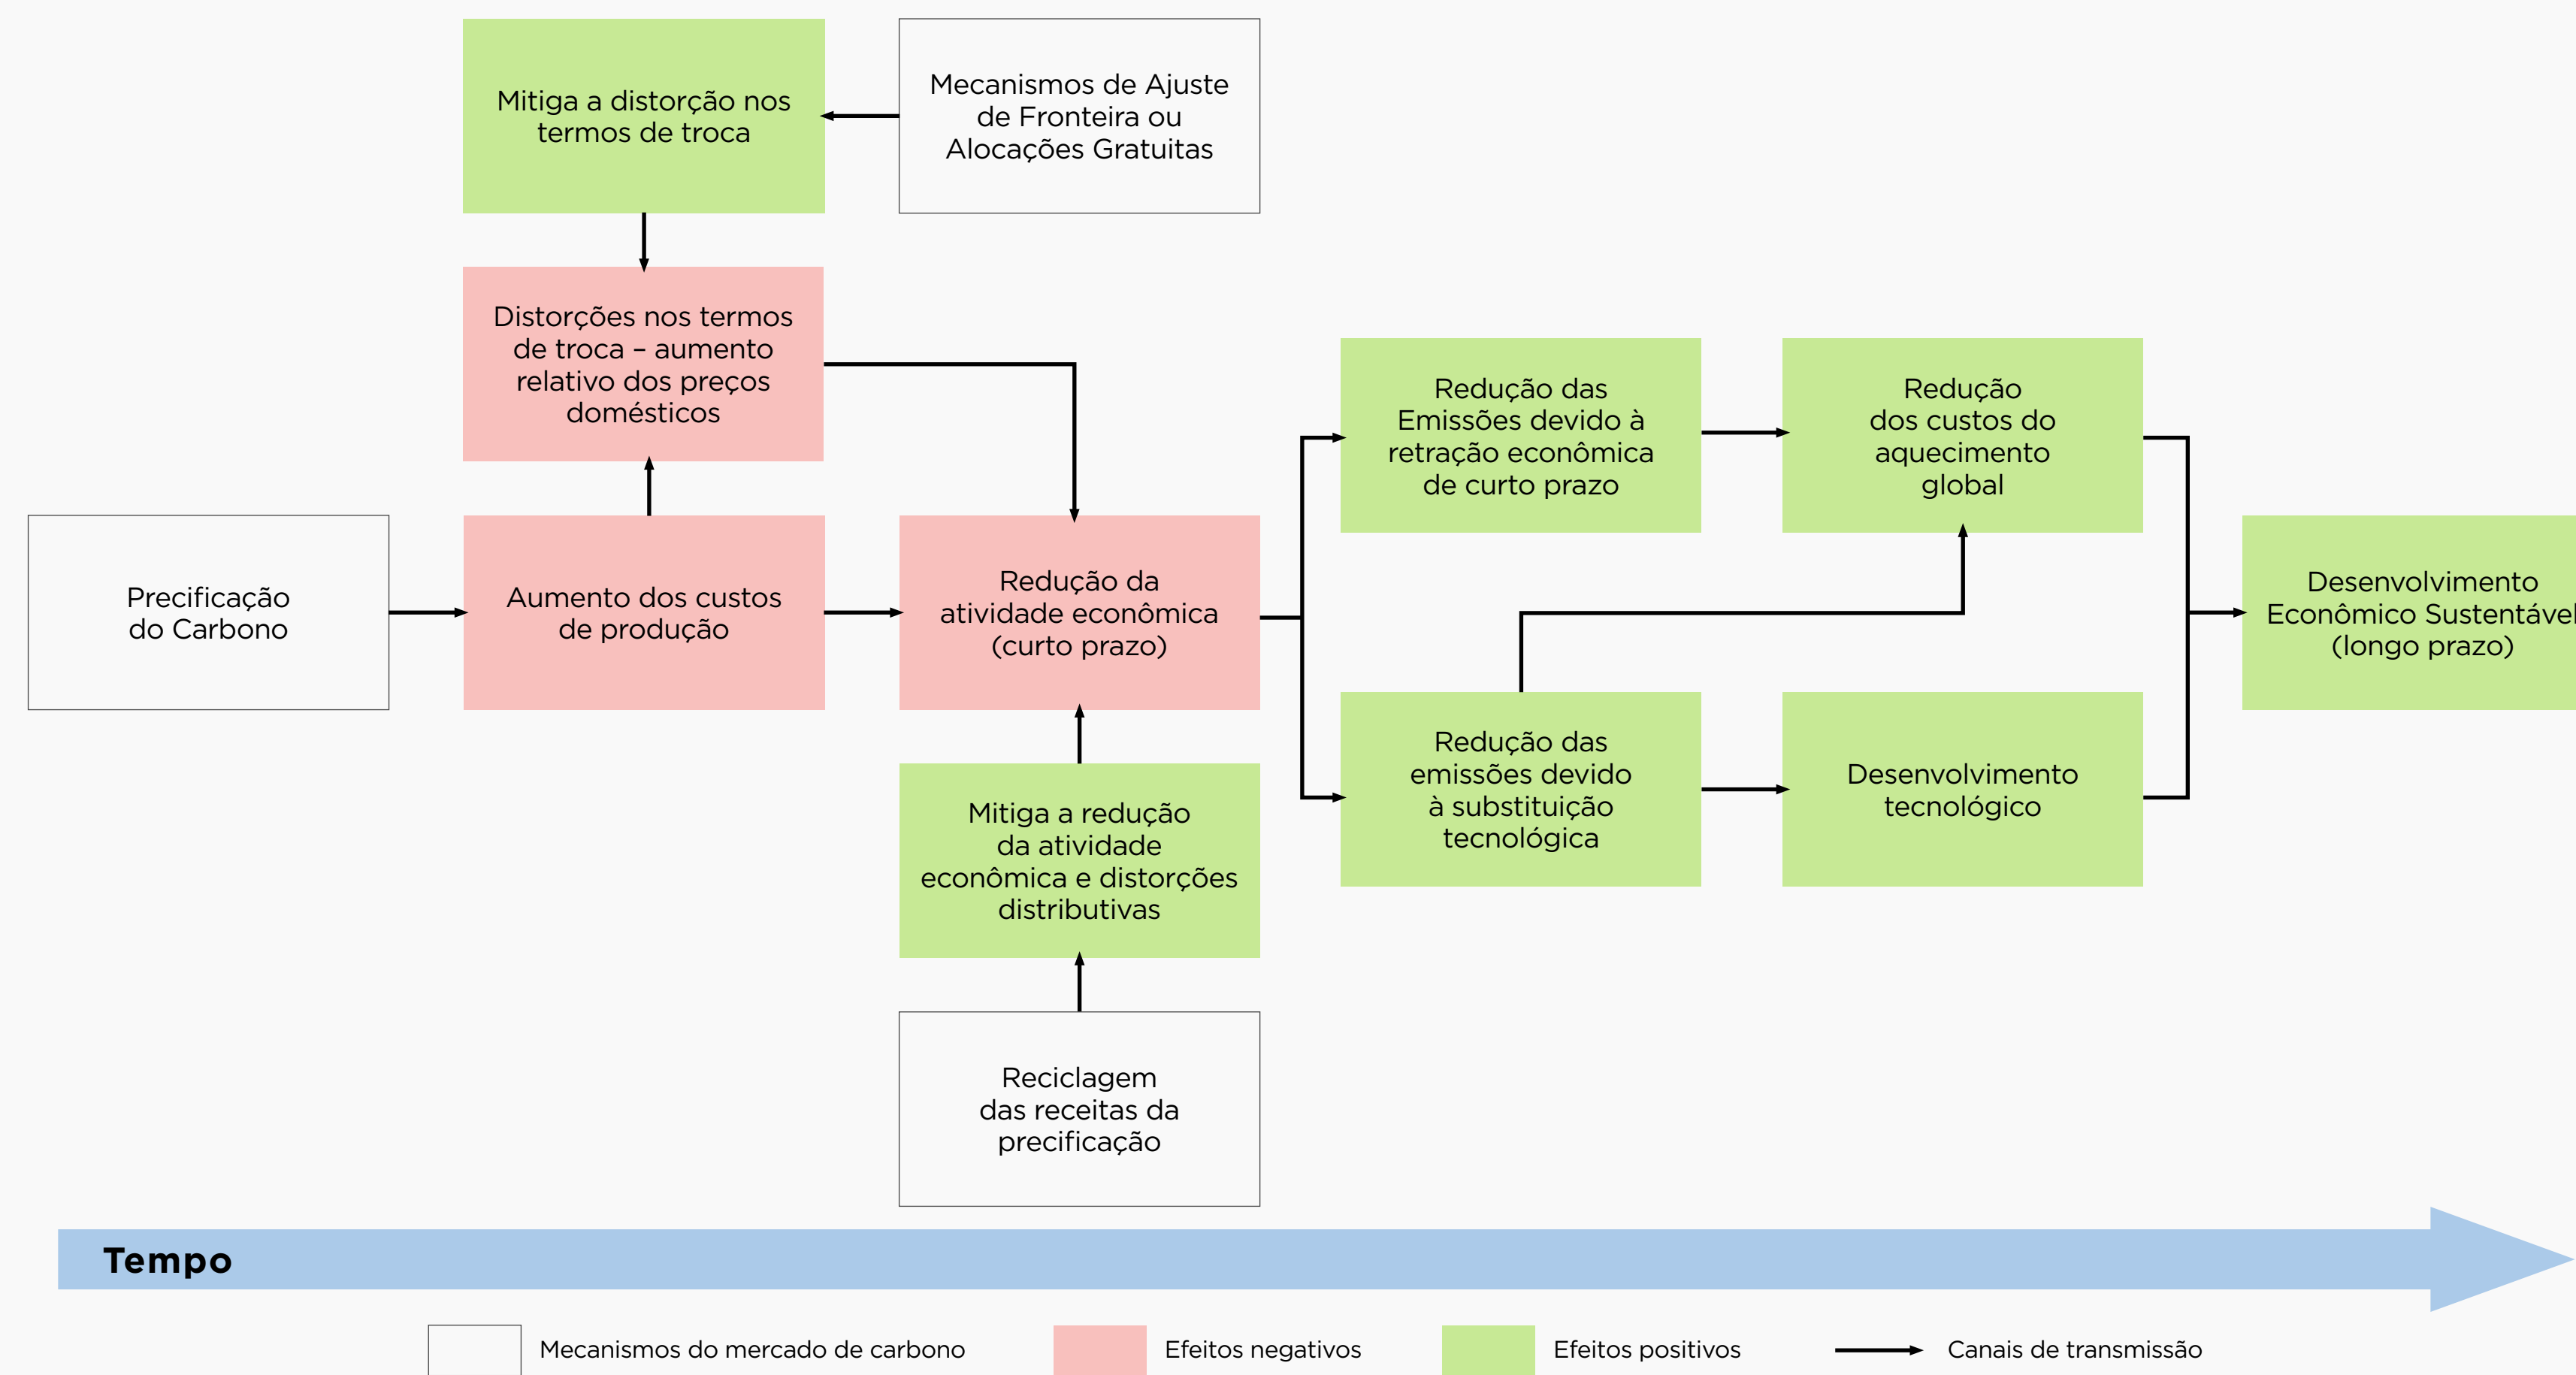 Mitiga a distorção nos
termos de troca
Mecanismos de Ajuste
de Fronteira ou
Alocações Gratuitas
Distorções nos termos
de troca – aumento
relativo dos preços
domésticos
Precificação
do Carbono
Aumento dos custos
de produção
Redução da
atividade econômica
(curto prazo)
Redução das
Emissões devido à
retração econômica
de curto prazo
Redução
dos custos do
aquecimento
global
Redução das
emissões devido
à substituição
tecnológica
Desenvolvimento
tecnológico
Desenvolvimento
Econômico Sustentável
(longo prazo)
Mitiga a redução
da atividade
econômica e distorções
distributivas
Reciclagem
das receitas da
precificação
Tempo
Mecanismos do mercado de carbono
Efeitos negativos
Efeitos positivos
Canais de transmissão